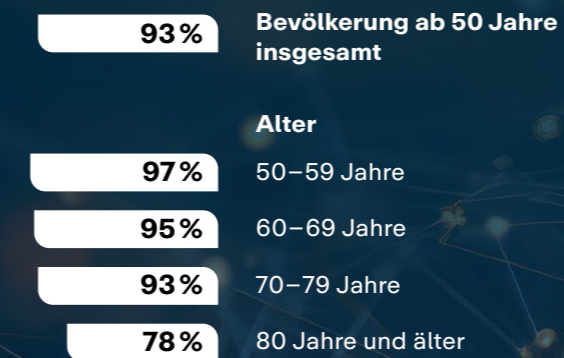 93 % Bevölkerung ab 50 Jahre
insgesamt
Alter
97 % 50–59 Jahre
95 % 60–69 Jahre
93 % 70–79 Jahre
78 % 80 Jahre und älter